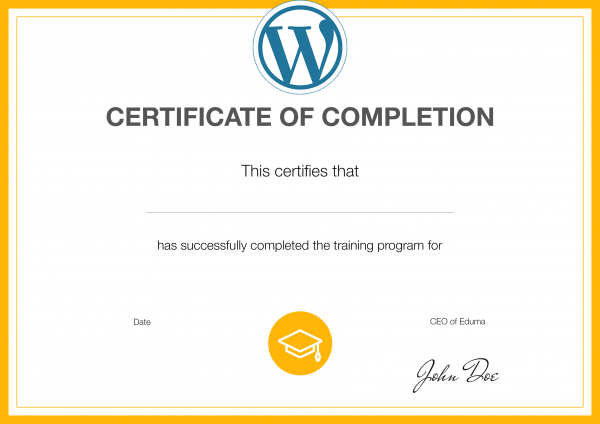 W
CERTIFICATE OF COMPLETION
This certifies that
has successfully completed the training program for
Date
CEO of Eduma
John Doe